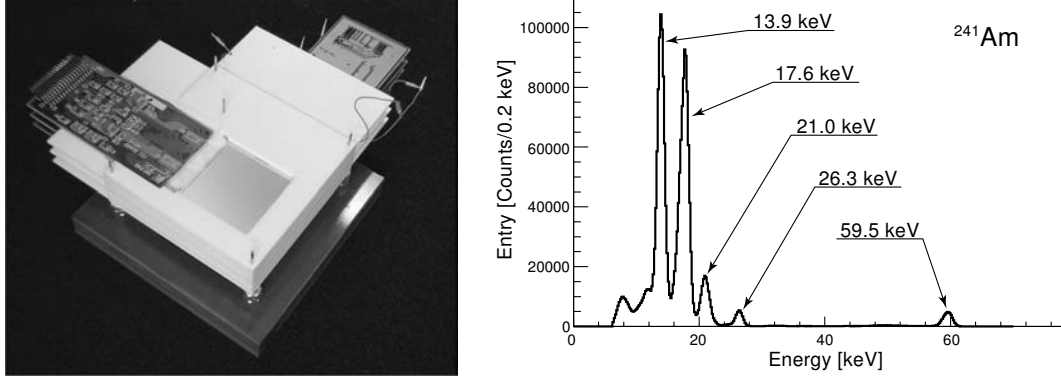 100000
80000
60000
40000
20000
0
Entry [Counts/0.2 keV]
13.9 keV
17.6 keV
21.0 keV
26.3 keV
59.5 keV
241Am
0 20 40 60
Energy [keV]